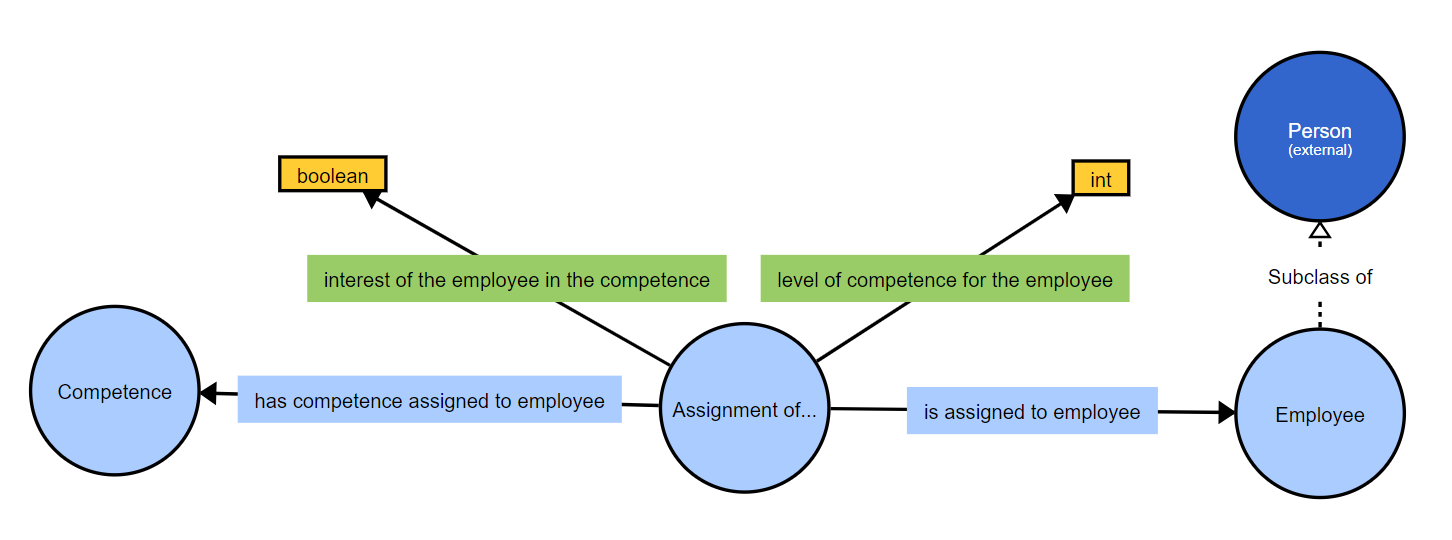 Person
(external)
boolean
int
Subclass of
interest of the employee in the competence
level of competence for the employee
Competence
has competence assigned to employee
Assignment of...
is assigned to employee
Employee